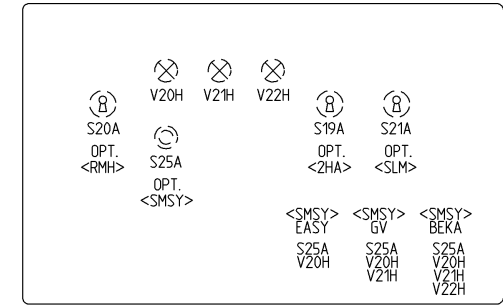 V20H V21H V22H
S20A S19A S21A
OPT. <RMH>
S25A
OPT. <SMSY>
OPT. <2HA>
OPT. <SLM>
<SMSY> <SMSY> <SMSY>
EASY GV BEKA
S25A S25A S25A
V20H V20H V20H
V21H V21H
V22H